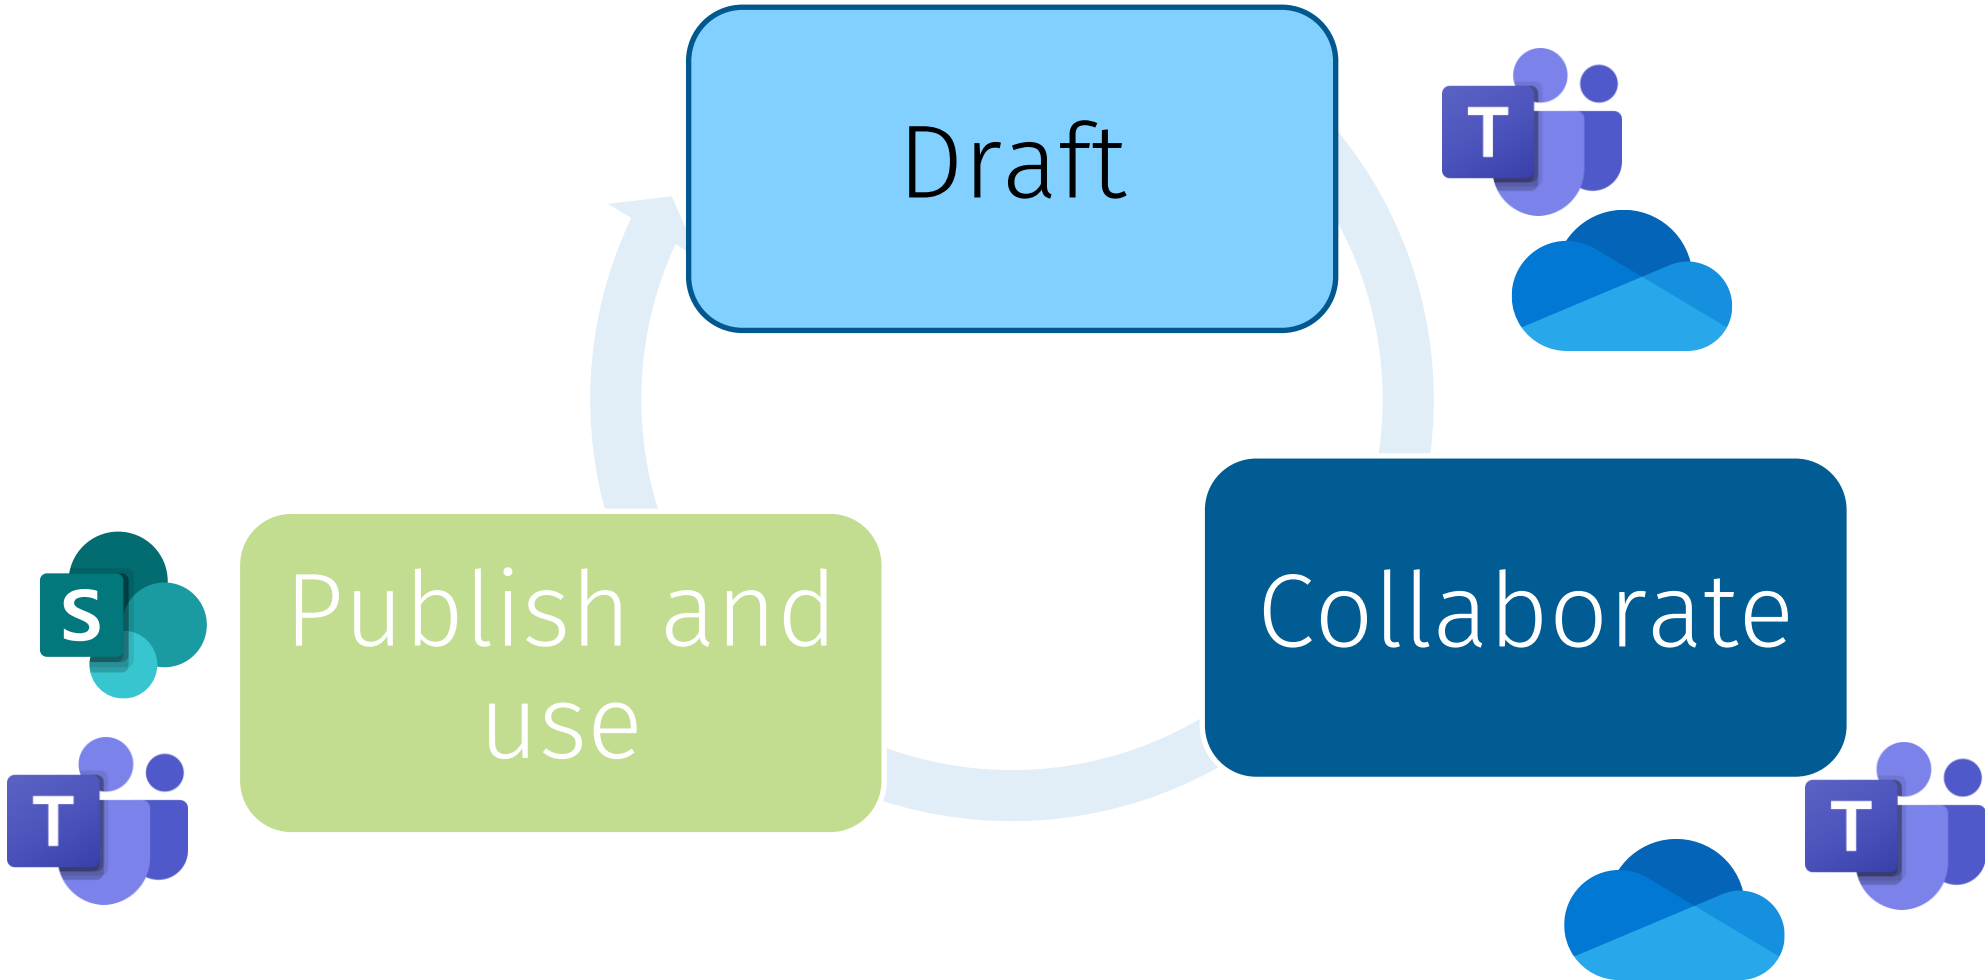 Draft
T
Collaborate
Publish and
use
S
T
T